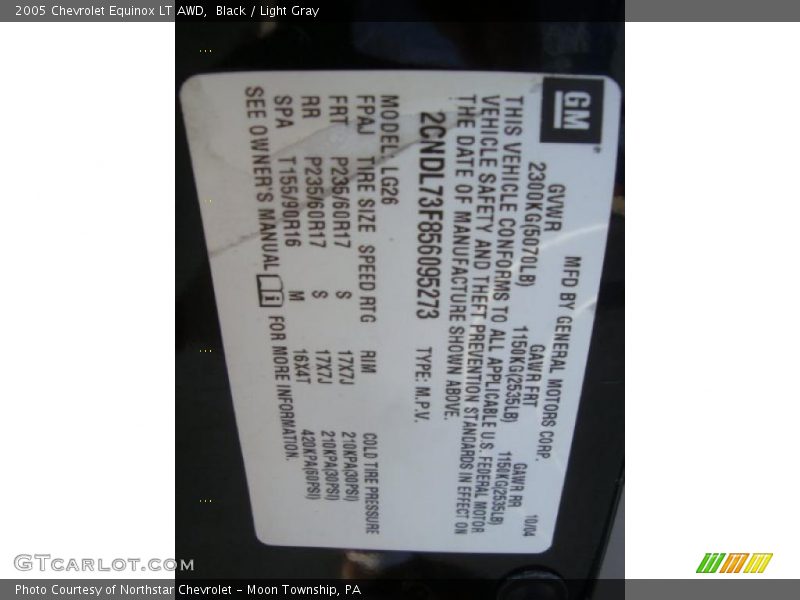 2005 Chevrolet Equinox LT AWD,  Black / Light Gray
GM
MFD BY GENERAL MOTORS CORP. 10/04
GVWR GAWR FRT GAWR RR
2300KG(5070LB) 1150KG(2535LB) 1150KG(2535LB)
THIS VEHICLE CONFORMS TO ALL APPLICABLE U.S. FEDERAL MOTOR
VEHICLE SAFETY AND THEFT PREVENTION STANDARDS IN EFFECT ON
THE DATE OF MANUFACTURE SHOWN ABOVE.
2CNDL73F856095273 TYPE: M.P.V.
MODEL: LG26
FPAJ TIRE SIZE SPEED RTG RIM COLD TIRE PRESSURE
FRT P235/60R17 S 17X7J 210KPA(30PSI)
RR P235/60R17 S 17X7J 210KPA(30PSI)
SPA T155/90R16 M 16X4T 420KPA(60PSI)
SEE OWNER'S MANUAL i FOR MORE INFORMATION.
GTCarLot.com
Photo Courtesy of Northstar Chevrolet - Moon Township, PA